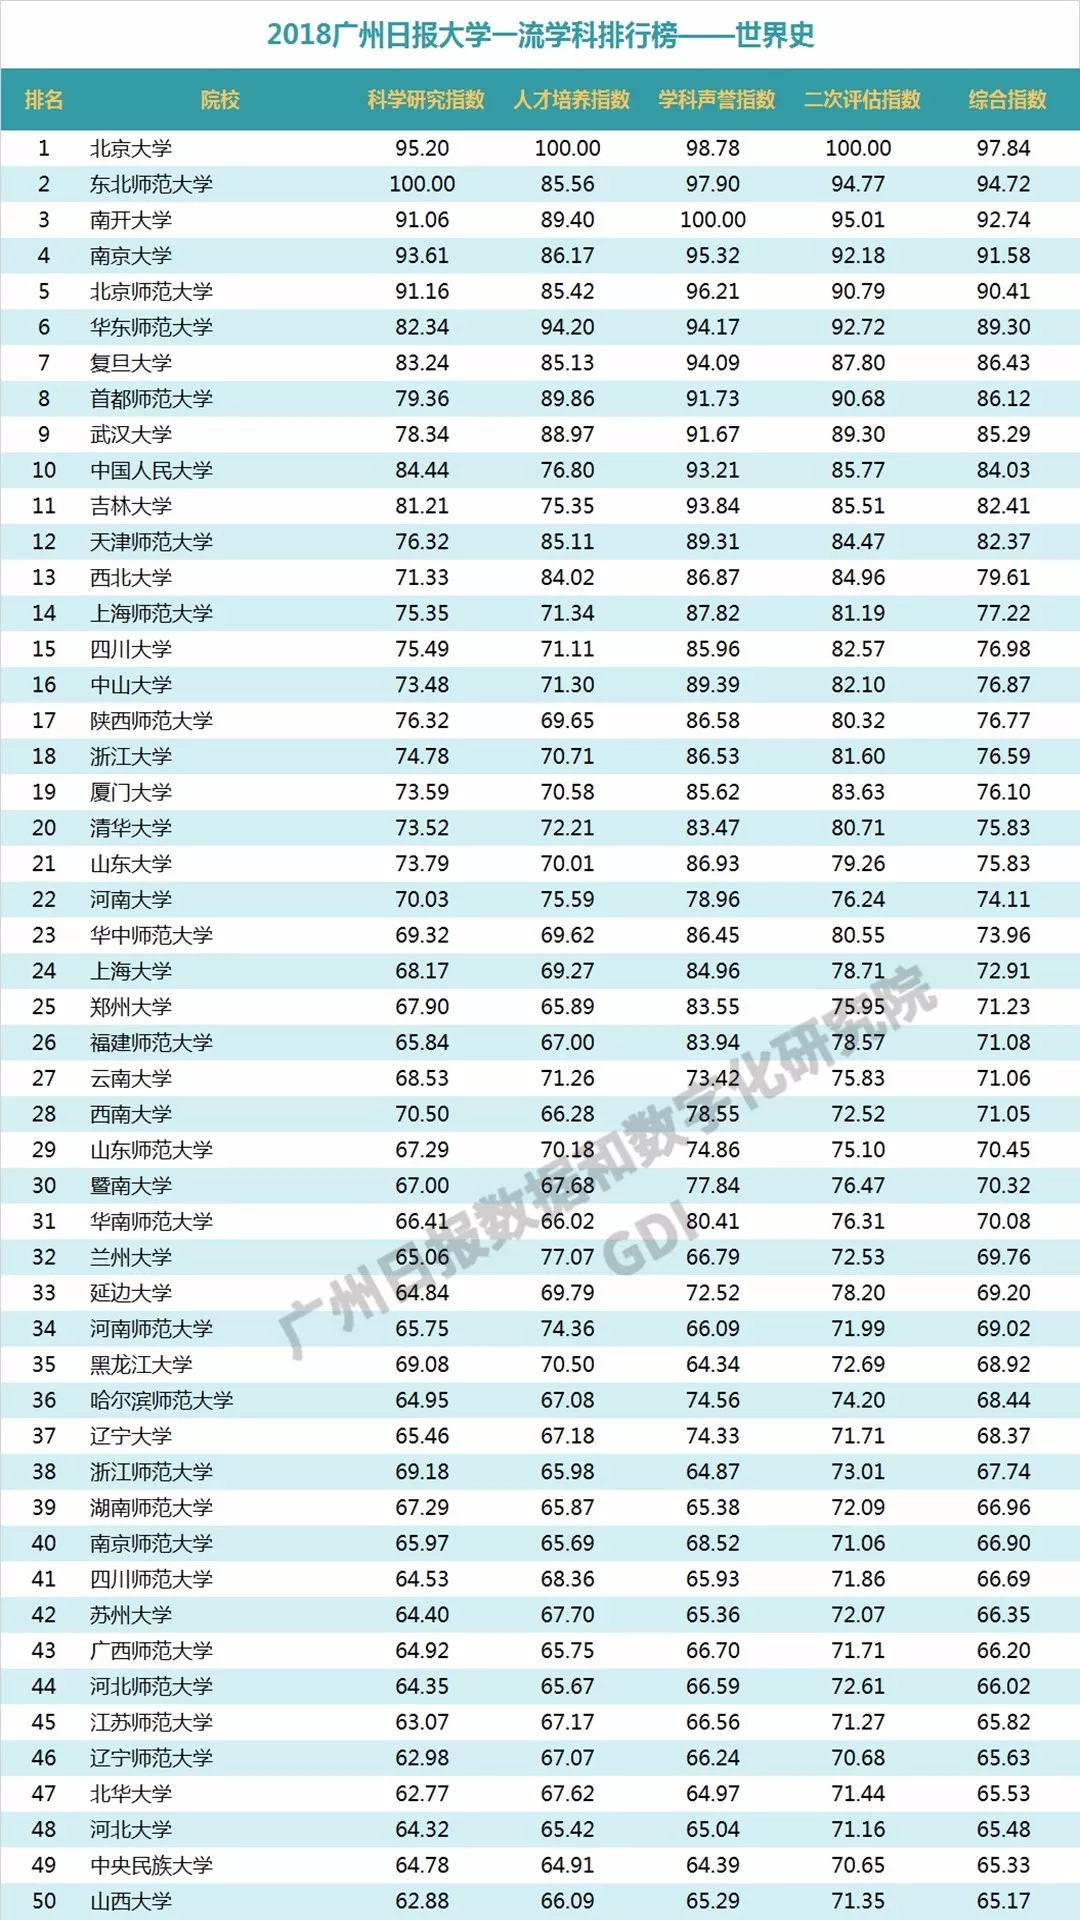 2018广州日报大学一流学科排行榜——世界史
排名 院校 科学研究指数 人才培养指数 学科声誉指数 二次评估指数 综合指数
1 北京大学 95.20 100.00 98.78 100.00 97.84
2 东北师范大学 100.00 85.56 97.90 94.77 94.72
3 南开大学 91.06 89.40 100.00 95.01 92.74
4 南京大学 93.61 86.17 95.32 92.18 91.58
5 北京师范大学 91.16 85.42 96.21 90.79 90.41
6 华东师范大学 82.34 94.20 94.17 92.72 89.30
7 复旦大学 83.24 85.13 94.09 87.80 86.43
8 首都师范大学 79.36 89.86 91.73 90.68 86.12
9 武汉大学 78.34 88.97 91.67 89.30 85.29
10 中国人民大学 84.44 76.80 93.21 85.77 84.03
11 吉林大学 81.21 75.35 93.84 85.51 82.41
12 天津师范大学 76.32 85.11 89.31 84.47 82.37
13 西北大学 71.33 84.02 86.87 84.96 79.61
14 上海师范大学 75.35 71.34 87.82 81.19 77.22
15 四川大学 75.49 71.11 85.96 82.57 76.98
16 中山大学 73.48 71.30 89.39 82.10 76.87
17 陕西师范大学 76.32 69.65 86.58 80.32 76.77
18 浙江大学 74.78 70.71 86.53 81.60 76.59
19 厦门大学 73.59 70.58 85.62 83.63 76.10
20 清华大学 73.52 72.21 83.47 80.71 75.83
21 山东大学 73.79 70.01 86.93 79.26 75.83
22 河南大学 70.03 75.59 78.96 76.24 74.11
23 华中师范大学 69.32 69.62 86.45 80.55 73.96
24 上海大学 68.17 69.27 84.96 78.71 72.91
25 郑州大学 67.90 65.89 83.55 75.95 71.23
26 福建师范大学 65.84 67.00 83.94 78.57 71.08
27 云南大学 68.53 71.26 73.42 75.83 71.06
28 西南大学 70.50 66.28 78.55 72.52 71.05
29 山东师范大学 67.29 70.18 74.86 75.10 70.45
30 暨南大学 67.00 67.68 77.84 76.47 70.32
31 华南师范大学 66.41 66.02 80.41 76.31 70.08
32 兰州大学 65.06 77.07 66.79 72.53 69.76
33 延边大学 64.84 69.79 72.52 78.20 69.20
34 河南师范大学 65.75 74.36 66.09 71.99 69.02
35 黑龙江大学 69.08 70.50 64.34 72.69 68.92
36 哈尔滨师范大学 64.95 67.08 74.56 74.20 68.44
37 辽宁大学 65.46 67.18 74.33 71.71 68.37
38 浙江师范大学 69.18 65.98 64.87 73.01 67.74
39 湖南师范大学 67.29 65.87 65.38 72.09 66.96
40 南京师范大学 65.97 65.69 68.52 71.06 66.90
41 四川师范大学 64.53 68.36 65.93 71.86 66.69
42 苏州大学 64.40 67.70 65.36 72.07 66.35
43 广西师范大学 64.92 65.75 66.70 71.71 66.20
44 河北师范大学 64.35 65.67 66.59 72.61 66.02
45 江苏师范大学 63.07 67.17 66.56 71.27 65.82
46 辽宁师范大学 62.98 67.07 66.24 70.68 65.63
47 北华大学 62.77 67.62 64.97 71.44 65.53
48 河北大学 64.32 65.42 65.04 71.16 65.48
49 中央民族大学 64.78 64.91 64.39 70.65 65.33
50 山西大学 62.88 66.09 65.29 71.35 65.17
广州日报数据和数字化研究院
GDI